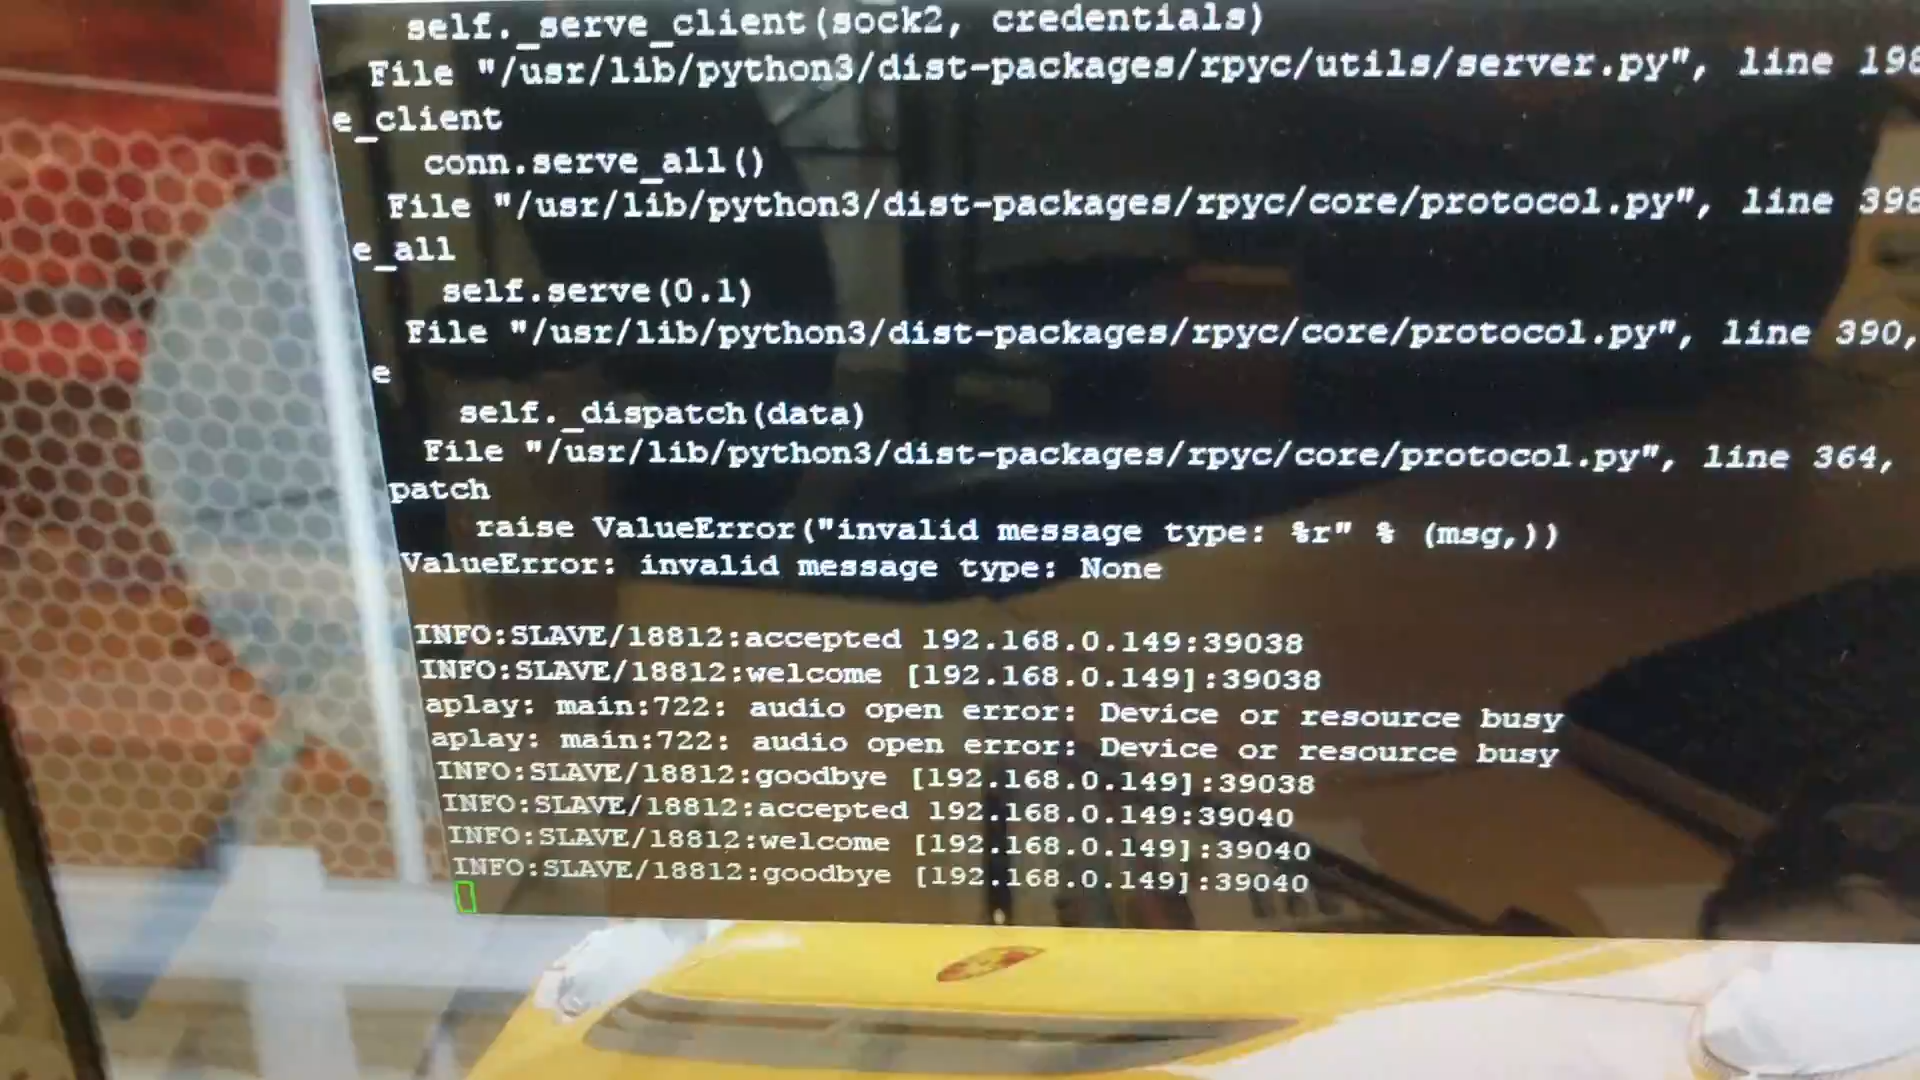 self._serve_client(sock2, credentials)
File "/usr/lib/python3/dist-packages/rpyc/utils/server.py", line 198
e_client
conn.serve_all()
File "/usr/lib/python3/dist-packages/rpyc/core/protocol.py", line 398
e_all
self.serve(0.1)
File "/usr/lib/python3/dist-packages/rpyc/core/protocol.py", line 390,
e
self._dispatch(data)
File "/usr/lib/python3/dist-packages/rpyc/core/protocol.py", line 364,
patch
raise ValueError("invalid message type: %r" % (msg,))
ValueError: invalid message type: None
INFO:SLAVE/18812:accepted 192.168.0.149:39038
INFO:SLAVE/18812:welcome [192.168.0.149]:39038
aplay: main:722: audio open error: Device or resource busy
aplay: main:722: audio open error: Device or resource busy
INFO:SLAVE/18812:goodbye [192.168.0.149]:39038
INFO:SLAVE/18812:accepted 192.168.0.149:39040
INFO:SLAVE/18812:welcome [192.168.0.149]:39040
INFO:SLAVE/18812:goodbye [192.168.0.149]:39040